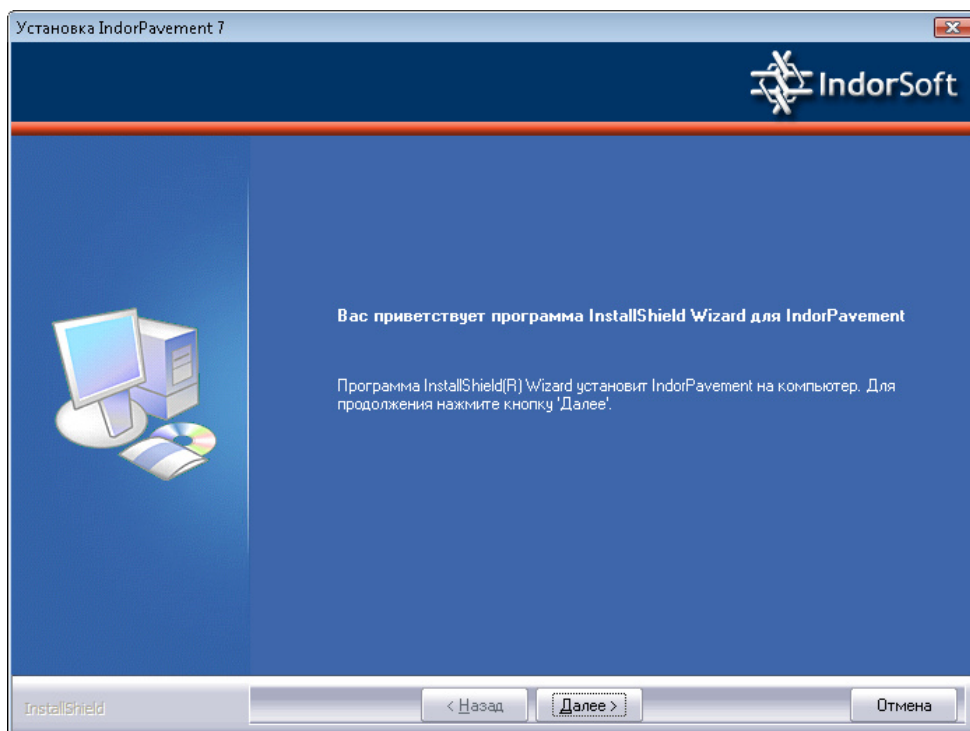 Установка IndorPavement 7
IndorSoft
Вас приветствует программа InstallShield Wizard для IndorPavement
Программа InstallShield(R) Wizard установит IndorPavement на компьютер. Для
продолжения нажмите кнопку 'Далее'.
InstallShield
< Назад
Далее >
Отмена